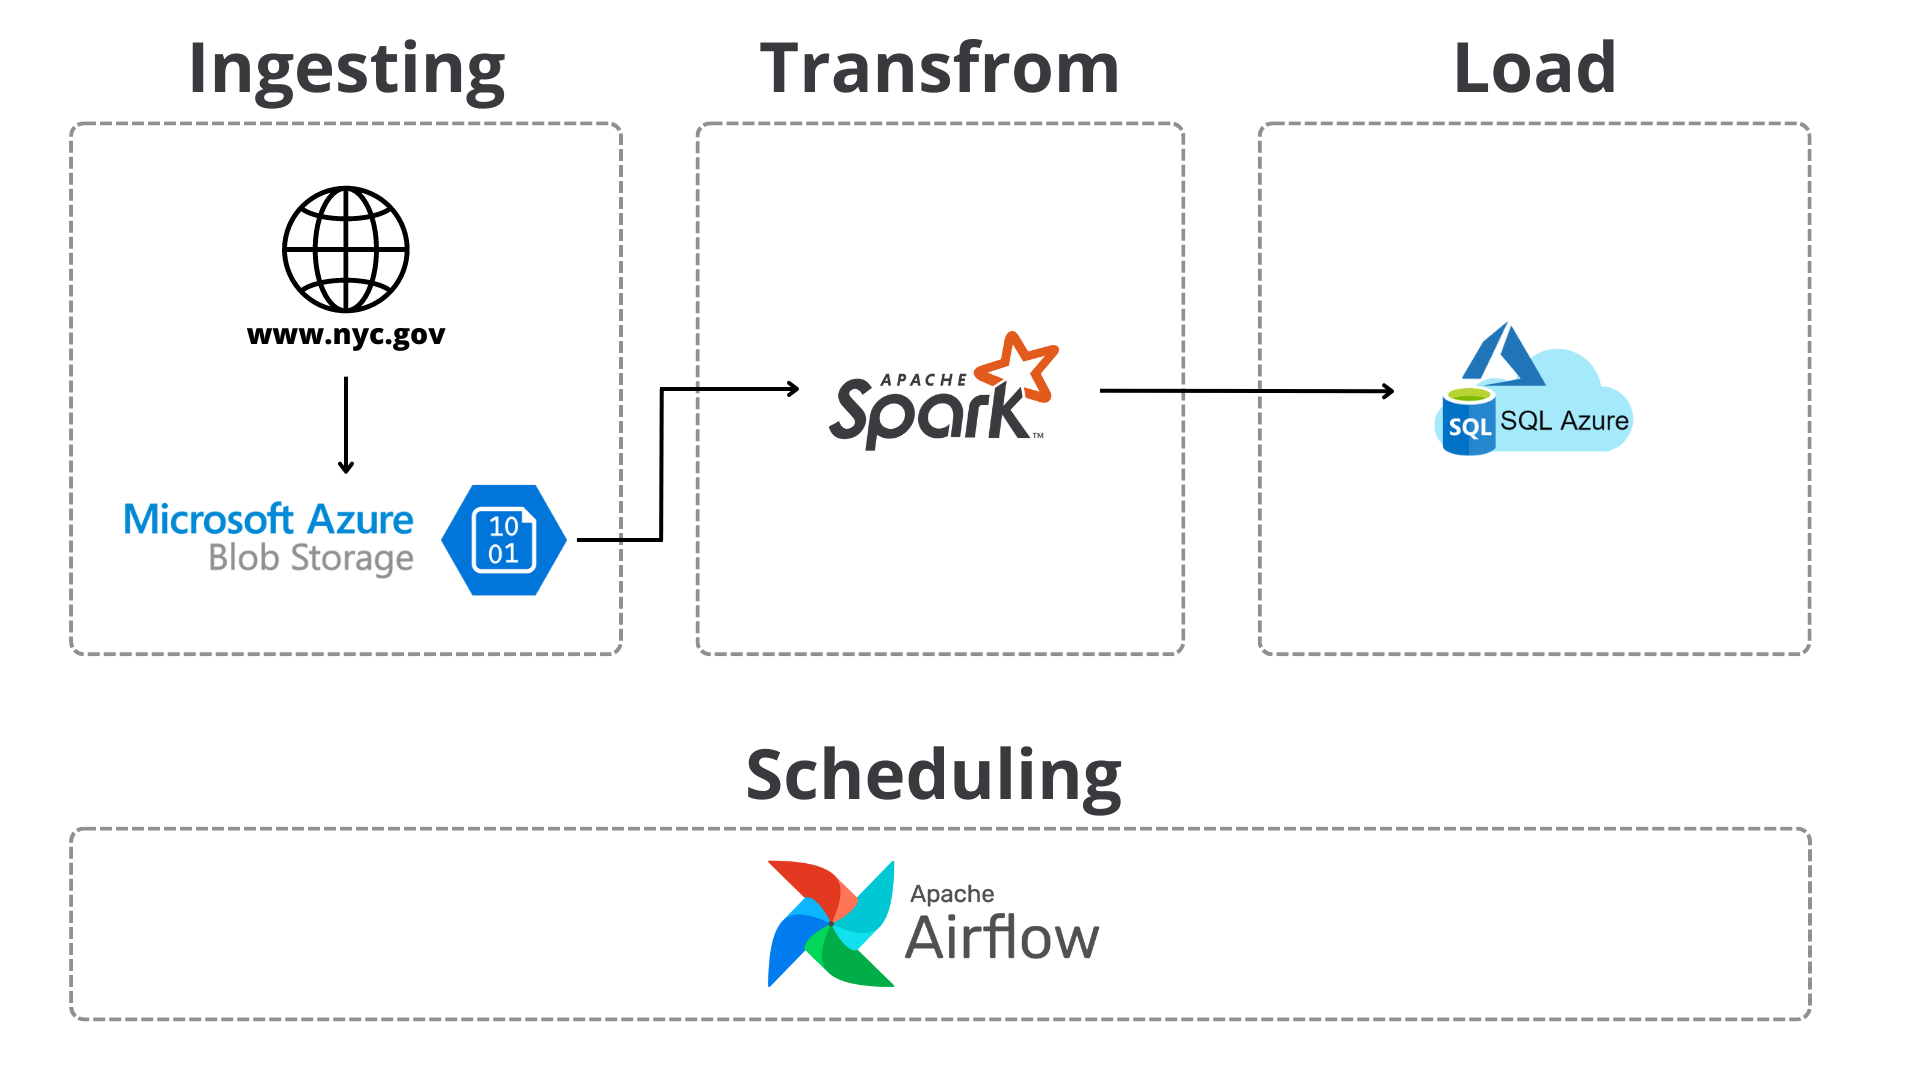 Ingesting
Transfrom
Load
www.nyc.gov
Microsoft Azure
Blob Storage
10
01
APACHE
Spark™
SQL
SQL Azure
Scheduling
Apache
Airflow